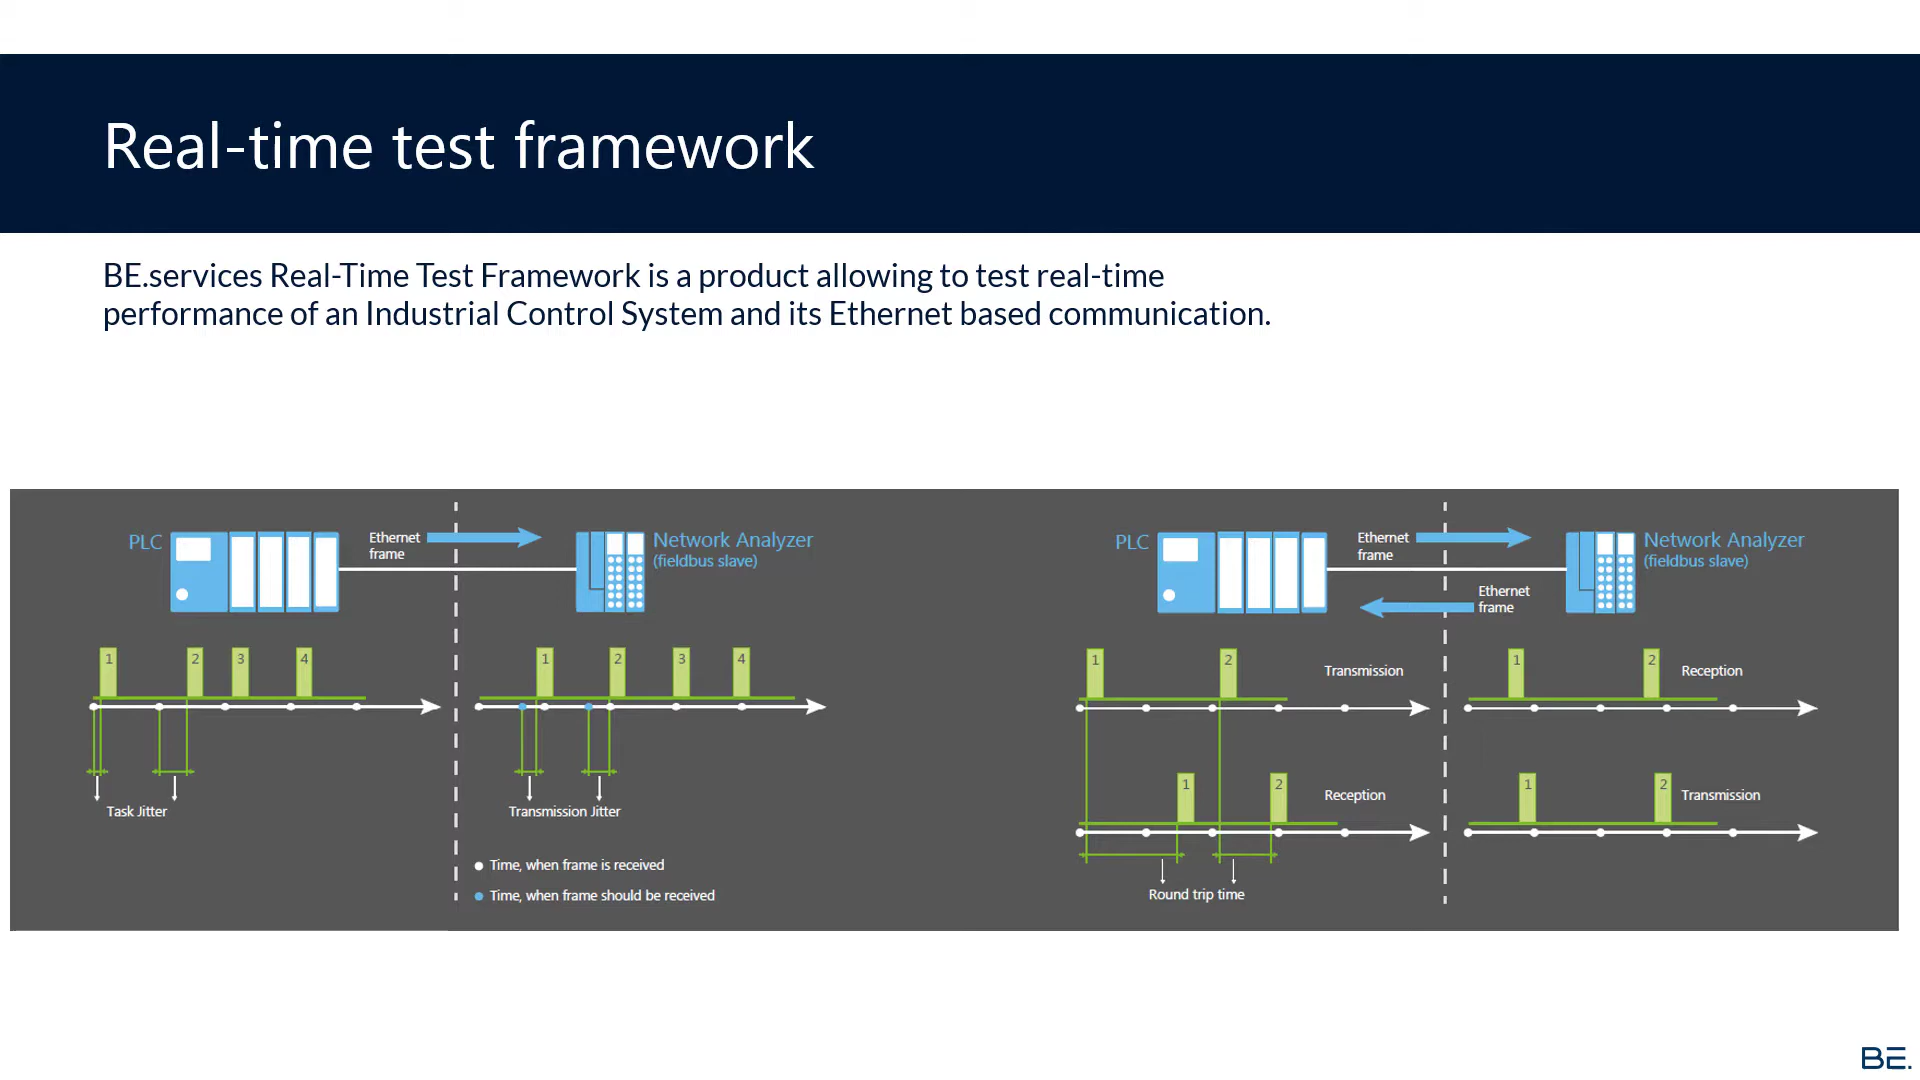 Real-time test framework
BE.services Real-Time Test Framework is a product allowing to test real-time
performance of an Industrial Control System and its Ethernet based communication.
PLC
Ethernet
frame
Network Analyzer
(fieldbus slave)
1 2 3 4
1 2 3 4
Task Jitter
Transmission Jitter
Time, when frame is received
Time, when frame should be received
PLC
Ethernet
frame
Network Analyzer
(fieldbus slave)
Ethernet
frame
1 2 Transmission
1 2 Reception
1 2 Reception
1 2 Transmission
Round trip time
BE.